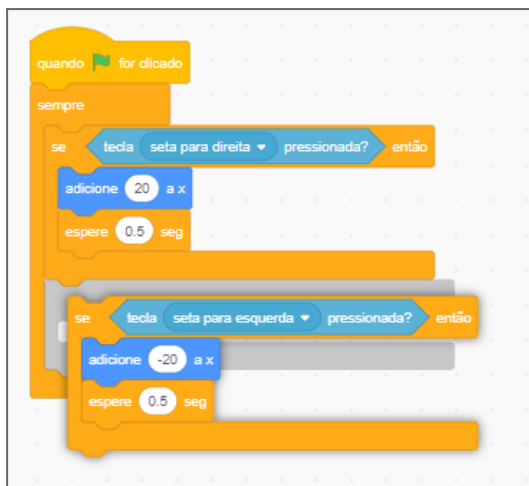 quando for clicado
sempre
se tecla seta para direita pressionada? então
adicione 20 a x
espere 0.5 seg
se tecla seta para esquerda pressionada? então
adicione -20 a x
espere 0.5 seg